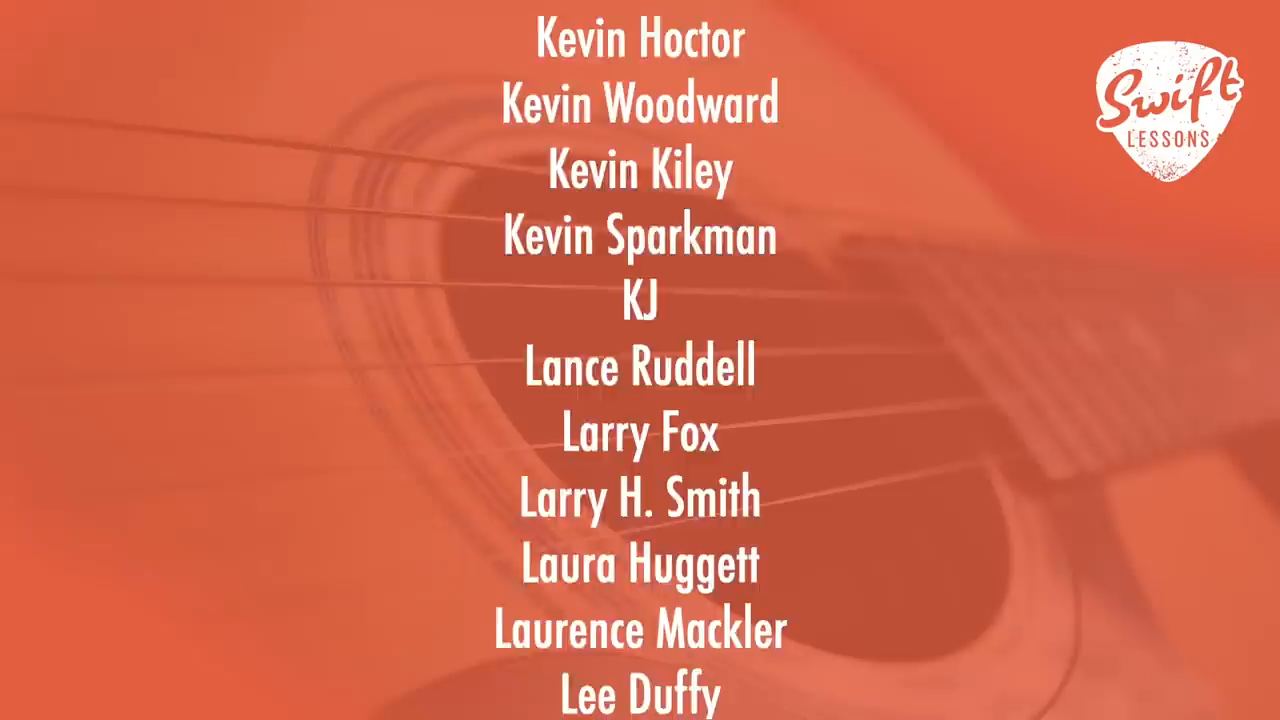 Kevin Hoctor
Kevin Woodward
Kevin Kiley
Kevin Sparkman
KJ
Lance Ruddell
Larry Fox
Larry H. Smith
Laura Huggett
Laurence Mackler
Lee Duffy
Swift
LESSONS